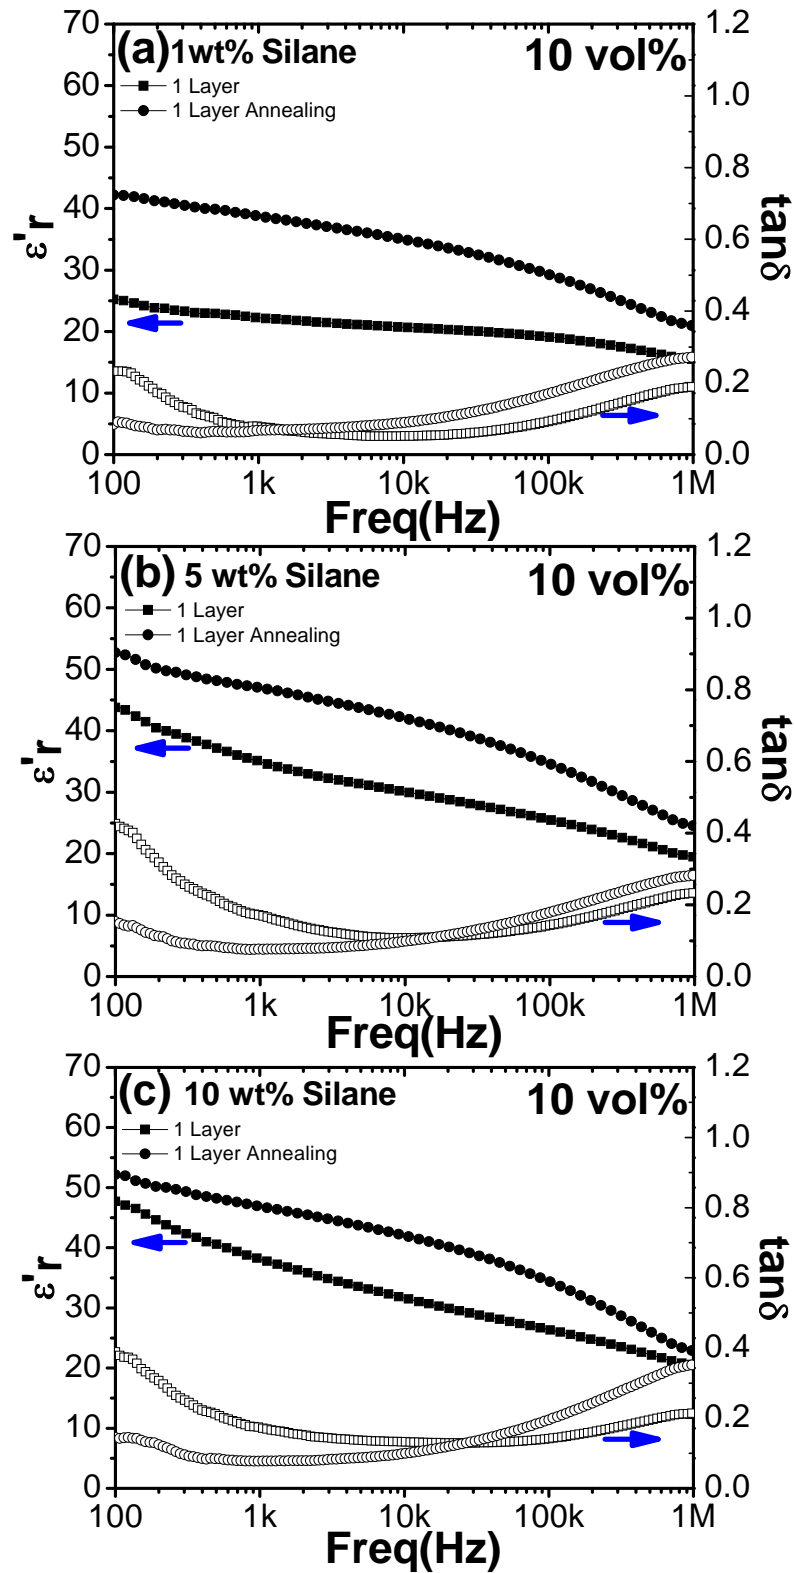 (a) 1wt% Silane 10 vol%
1 Layer
1 Layer Annealing
70
60
50
40
30
20
10
0
ε'r
1.2
1.0
0.8
0.6
0.4
0.2
0.0
tanδ
100 1k 10k 100k 1M
Freq(Hz)
(b) 5 wt% Silane 10 vol%
1 Layer
1 Layer Annealing
70
60
50
40
30
20
10
0
ε'r
1.2
1.0
0.8
0.6
0.4
0.2
0.0
tanδ
100 1k 10k 100k 1M
Freq(Hz)
(c) 10 wt% Silane 10 vol%
1 Layer
1 Layer Annealing
70
60
50
40
30
20
10
0
ε'r
1.2
1.0
0.8
0.6
0.4
0.2
0.0
tanδ
100 1k 10k 100k 1M
Freq(Hz)